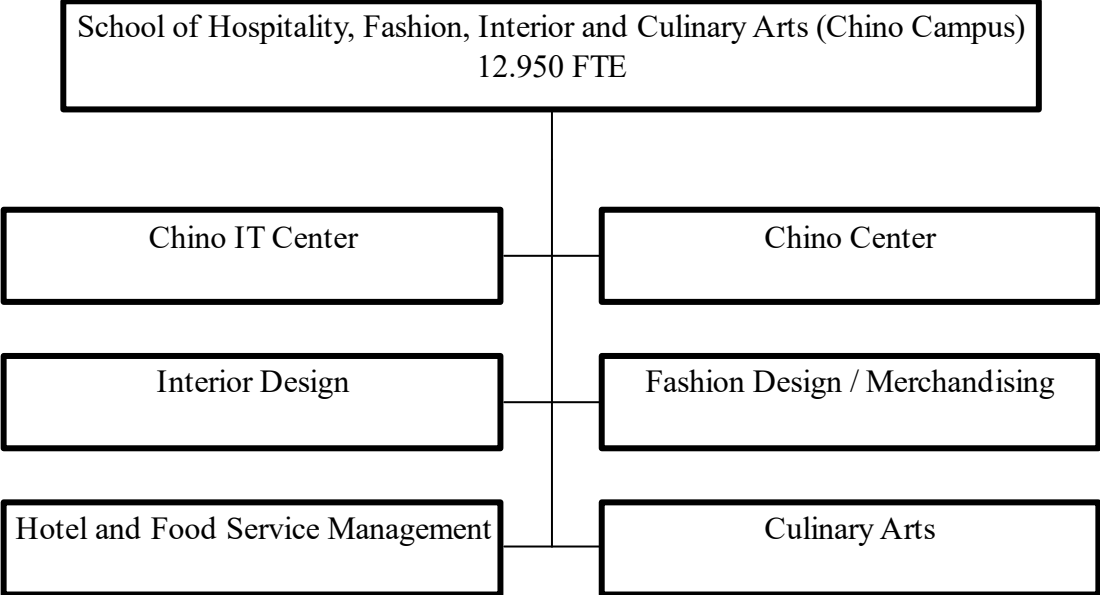 School of Hospitality, Fashion, Interior and Culinary Arts (Chino Campus)
12.950 FTE
Chino IT Center
Chino Center
Interior Design
Fashion Design / Merchandising
Hotel and Food Service Management
Culinary Arts